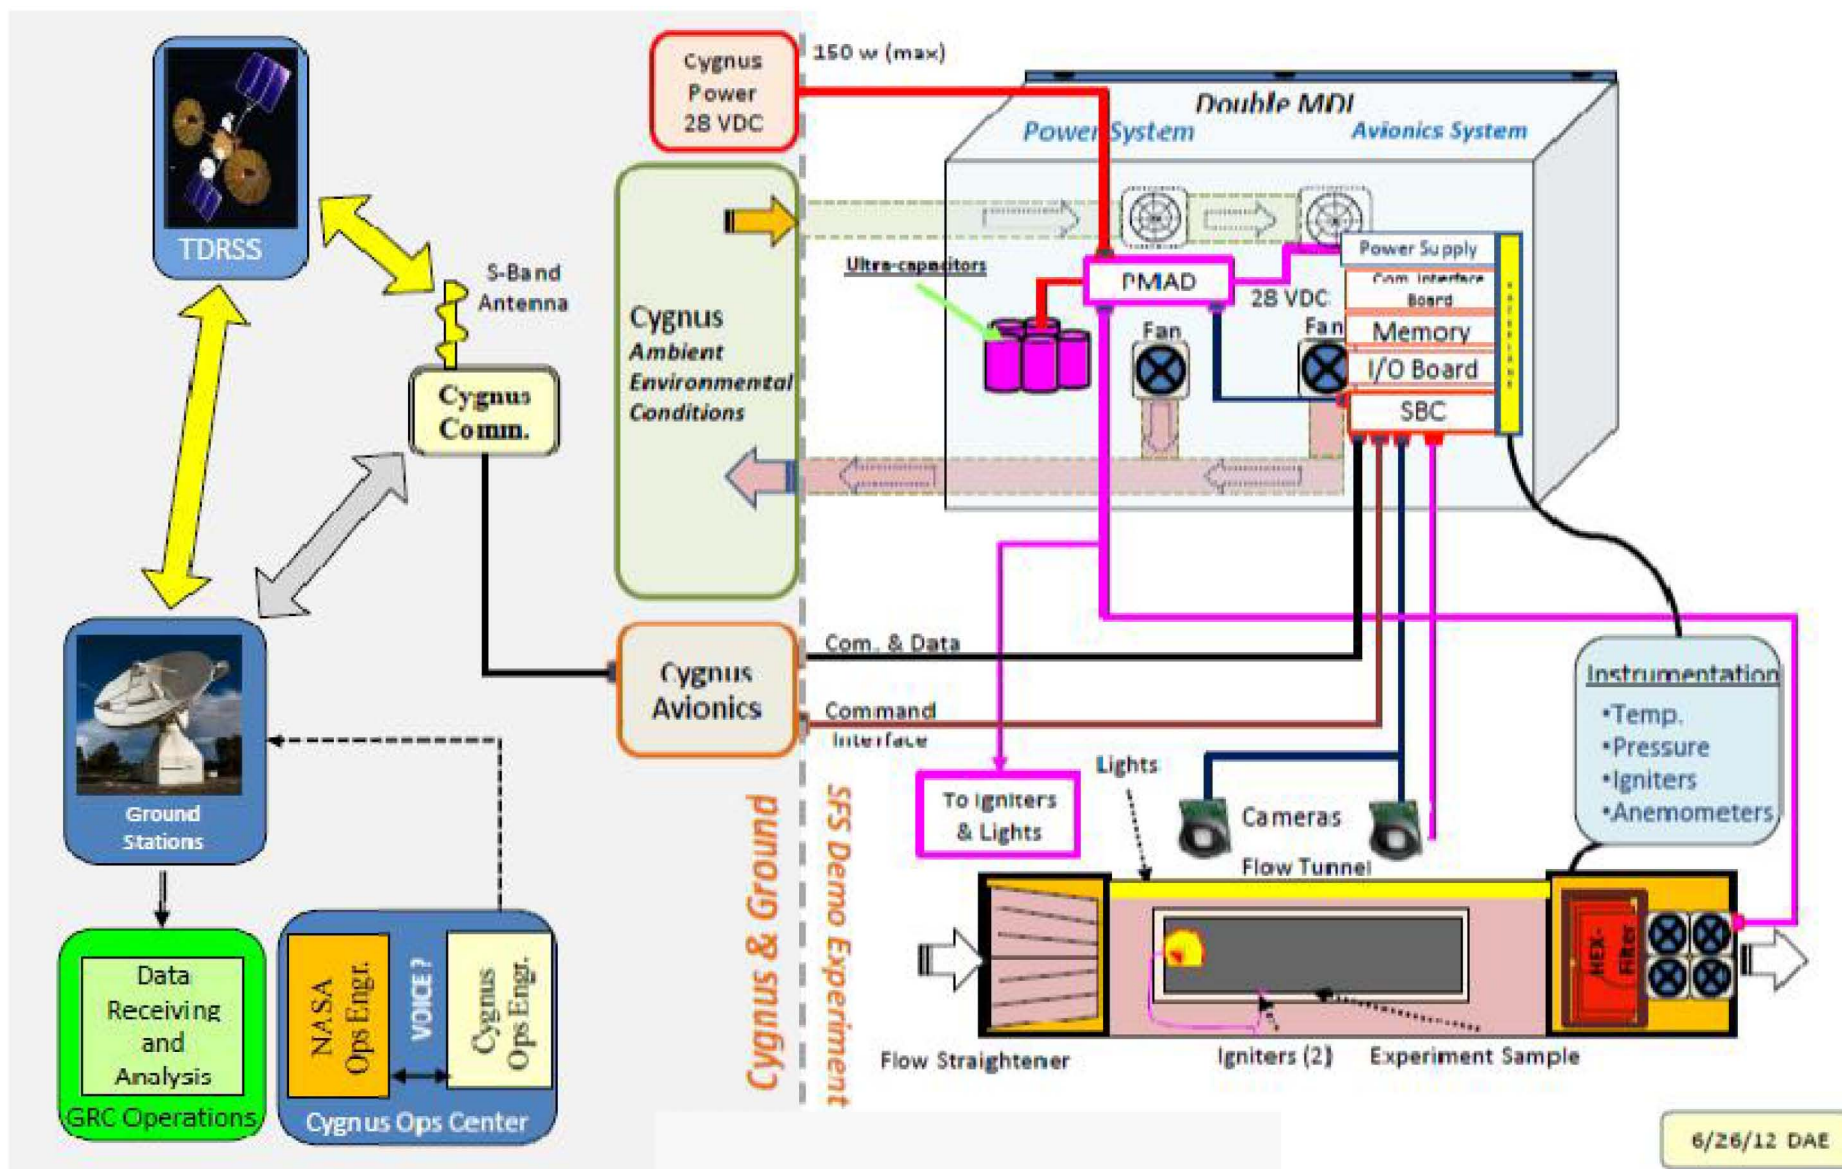 TDRSS
S-Band
Antenna
Cygnus
Comm.
Ground
Stations
Data
Receiving
and
Analysis
GRC Operations
NASA
Ops Engr.
VOICE?
Cygnus
Ops Engr.
Cygnus Ops Center
Cygnus
Power
28 VDC
Cygnus
Ambient
Environmental
Conditions
Cygnus
Avionics
Cygnus & Ground
SFS Demo Experiment
150 w (max)
Double MDL
Power System
Avionics System
Ultra-capacitors
PMAD
28 VDC
Fan
Fan
Power Supply
Com. Interface
Board
Memory
I/O Board
SBC
Com. & Data
Command
Interface
To Igniters
& Lights
Lights
Cameras
Flow Tunnel
Instrumentation
•Temp.
•Pressure
•Igniters
•Anemometers
HEX-
Filter
Flow Straightener
Igniters (2)
Experiment Sample
6/26/12 DAE